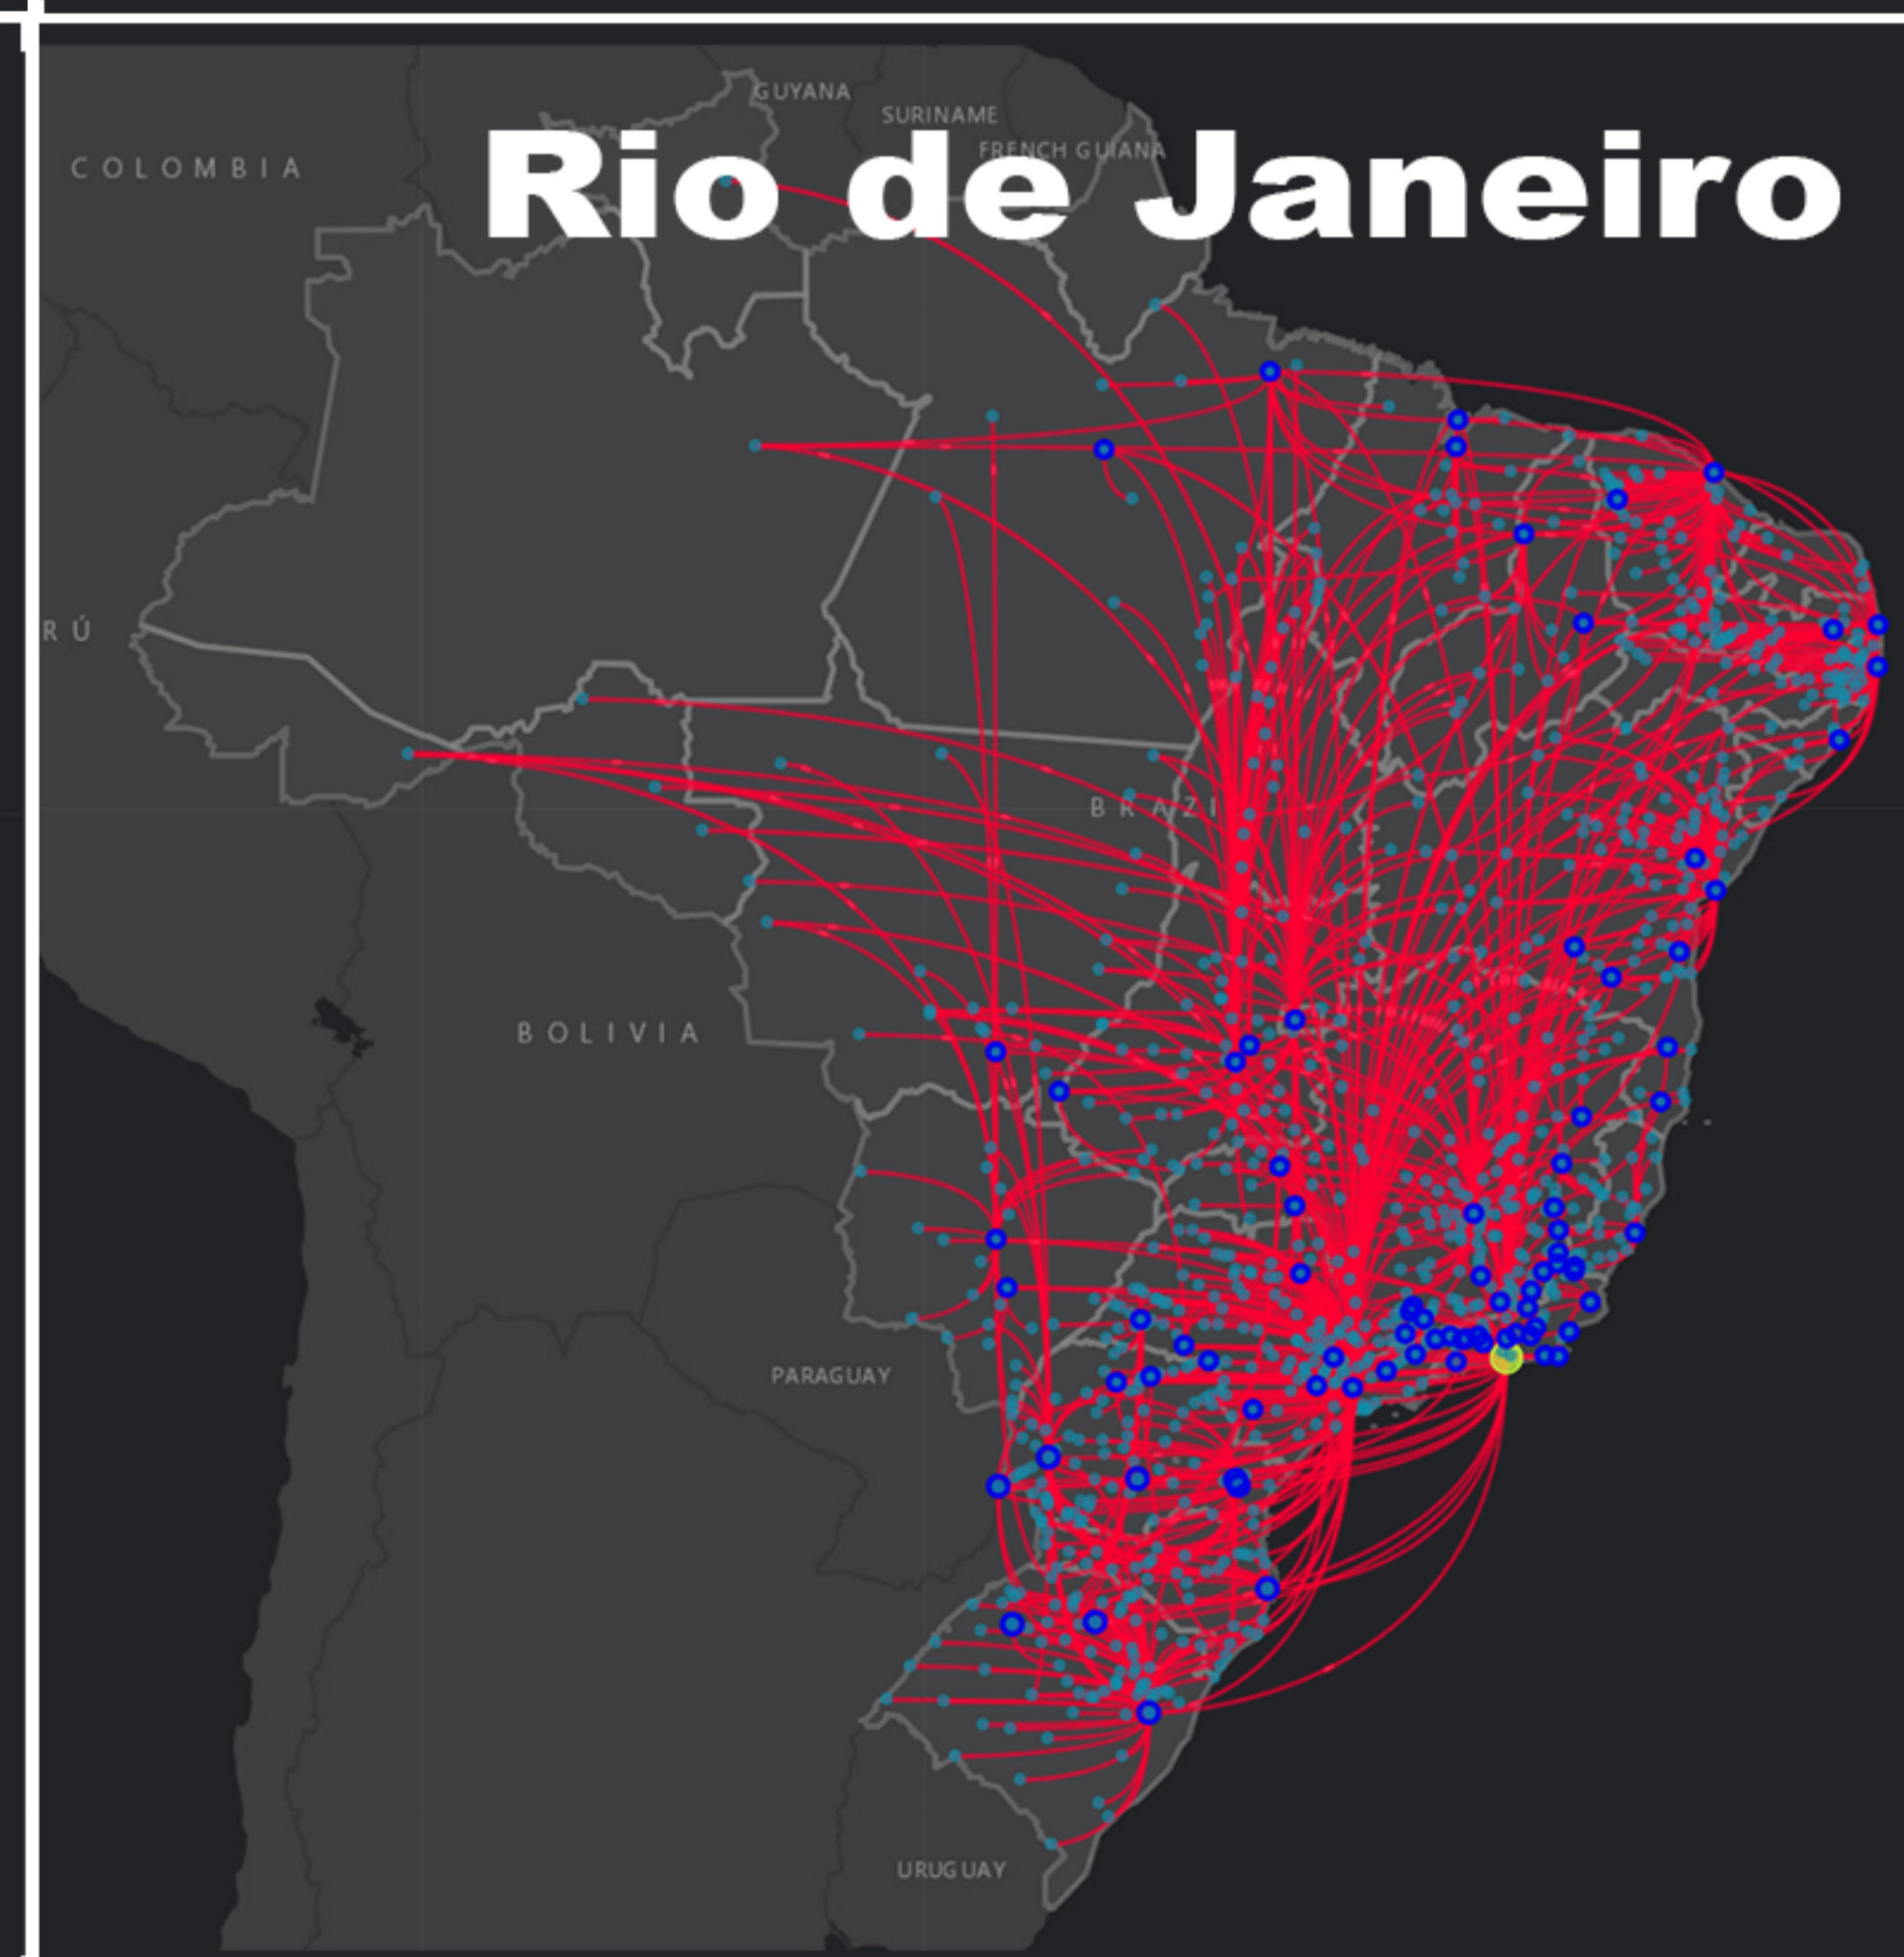 GUYANA
SURINAME
FRENCH GUIANA
COLOMBIA
Rio de Janeiro
RÚ
BRAZI
BOLIVIA
PARAGUAY
URUGUAY